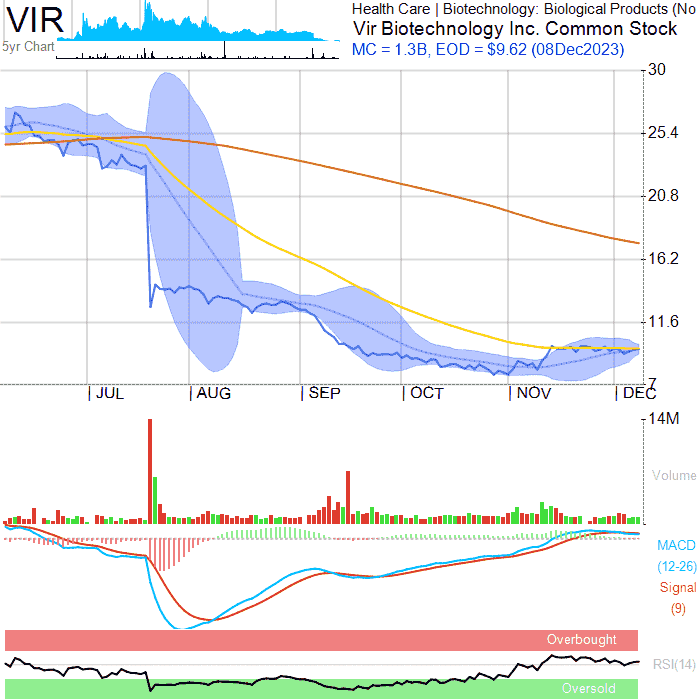 VIR
5yr Chart
Health Care | Biotechnology: Biological Products (No
Vir Biotechnology Inc. Common Stock
MC = 1.3B, EOD = $9.62 (08Dec2023)
30
25.4
20.8
16.2
11.6
7
JUL
AUG
SEP
OCT
NOV
DEC
14M
Volume
MACD
(12-26)
Signal
(9)
Overbought
RSI(14)
Oversold